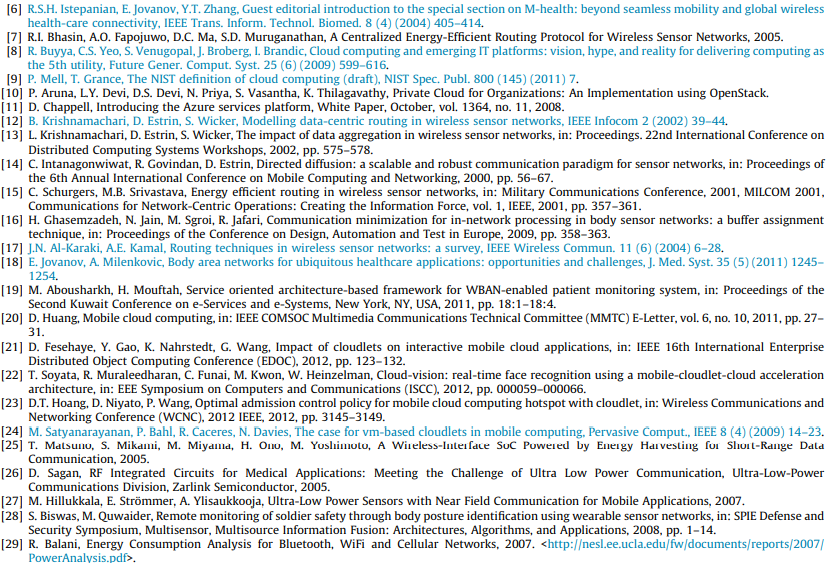 [6] R.S.H. Istepanian, E. Jovanov, Y.T. Zhang, Guest editorial introduction to the special section on M-health: beyond seamless mobility and global wireless
health-care connectivity, IEEE Trans. Inform. Technol. Biomed. 8 (4) (2004) 405–414.
[7] R.I. Bhasin, A.O. Fapojuwo, D.C. Ma, S.D. Muruganathan, A Centralized Energy-Efficient Routing Protocol for Wireless Sensor Networks, 2005.
[8] R. Buyya, C.S. Yeo, S. Venugopal, J. Broberg, I. Brandic, Cloud computing and emerging IT platforms: vision, hype, and reality for delivering computing as
the 5th utility, Future Gener. Comput. Syst. 25 (6) (2009) 599–616.
[9] P. Mell, T. Grance, The NIST definition of cloud computing (draft), NIST Spec. Publ. 800 (145) (2011) 7.
[10] P. Aruna, L.Y. Devi, D.S. Devi, N. Priya, S. Vasantha, K. Thilagavathy, Private Cloud for Organizations: An Implementation using OpenStack.
[11] D. Chappell, Introducing the Azure services platform, White Paper, October, vol. 1364, no. 11, 2008.
[12] B. Krishnamachari, D. Estrin, S. Wicker, Modelling data-centric routing in wireless sensor networks, IEEE Infocom 2 (2002) 39–44.
[13] L. Krishnamachari, D. Estrin, S. Wicker, The impact of data aggregation in wireless sensor networks, in: Proceedings. 22nd International Conference on
Distributed Computing Systems Workshops, 2002, pp. 575–578.
[14] C. Intanagonwiwat, R. Govindan, D. Estrin, Directed diffusion: a scalable and robust communication paradigm for sensor networks, in: Proceedings of
the 6th Annual International Conference on Mobile Computing and Networking, 2000, pp. 56–67.
[15] C. Schurgers, M.B. Srivastava, Energy efficient routing in wireless sensor networks, in: Military Communications Conference, 2001, MILCOM 2001,
Communications for Network-Centric Operations: Creating the Information Force, vol. 1, IEEE, 2001, pp. 357–361.
[16] H. Ghasemzadeh, N. Jain, M. Sgroi, R. Jafari, Communication minimization for in-network processing in body sensor networks: a buffer assignment
technique, in: Proceedings of the Conference on Design, Automation and Test in Europe, 2009, pp. 358–363.
[17] J.N. Al-Karaki, A.E. Kamal, Routing techniques in wireless sensor networks: a survey, IEEE Wireless Commun. 11 (6) (2004) 6–28.
[18] E. Jovanov, A. Milenkovic, Body area networks for ubiquitous healthcare applications: opportunities and challenges, J. Med. Syst. 35 (5) (2011) 1245–
1254.
[19] M. Abousharkh, H. Mouftah, Service oriented architecture-based framework for WBAN-enabled patient monitoring system, in: Proceedings of the
Second Kuwait Conference on e-Services and e-Systems, New York, NY, USA, 2011, pp. 18:1–18:4.
[20] D. Huang, Mobile cloud computing, in: IEEE COMSOC Multimedia Communications Technical Committee (MMTC) E-Letter, vol. 6, no. 10, 2011, pp. 27–
31.
[21] D. Fesehaye, Y. Gao, K. Nahrstedt, G. Wang, Impact of cloudlets on interactive mobile cloud applications, in: IEEE 16th International Enterprise
Distributed Object Computing Conference (EDOC), 2012, pp. 123–132.
[22] T. Soyata, R. Muraleedharan, C. Funai, M. Kwon, W. Heinzelman, Cloud-vision: real-time face recognition using a mobile-cloudlet-cloud acceleration
architecture, in: EEE Symposium on Computers and Communications (ISCC), 2012, pp. 000059–000066.
[23] D.T. Hoang, D. Niyato, P. Wang, Optimal admission control policy for mobile cloud computing hotspot with cloudlet, in: Wireless Communications and
Networking Conference (WCNC), 2012 IEEE, 2012, pp. 3145–3149.
[24] M. Satyanarayanan, P. Bahl, R. Caceres, N. Davies, The case for vm-based cloudlets in mobile computing, Pervasive Comput., IEEE 8 (4) (2009) 14–23.
[25] T. Matsuno, S. Mikami, M. Miyama, H. Ono, M. Yoshimoto, A Wireless-Interface SoC Powered by Energy Harvesting for Short-Range Data
Communication, 2005.
[26] D. Sagan, RF Integrated Circuits for Medical Applications: Meeting the Challenge of Ultra Low Power Communication, Ultra-Low-Power
Communications Division, Zarlink Semiconductor, 2005.
[27] M. Hillukkala, E. Strömmer, A. Ylisaukkooja, Ultra-Low Power Sensors with Near Field Communication for Mobile Applications, 2007.
[28] S. Biswas, M. Quwaider, Remote monitoring of soldier safety through body posture identification using wearable sensor networks, in: SPIE Defense and
Security Symposium, Multisensor, Multisource Information Fusion: Architectures, Algorithms, and Applications, 2008, pp. 1–14.
[29] R. Balani, Energy Consumption Analysis for Bluetooth, WiFi and Cellular Networks, 2007. <http://nesl.ee.ucla.edu/fw/documents/reports/2007/
PowerAnalysis.pdf>.